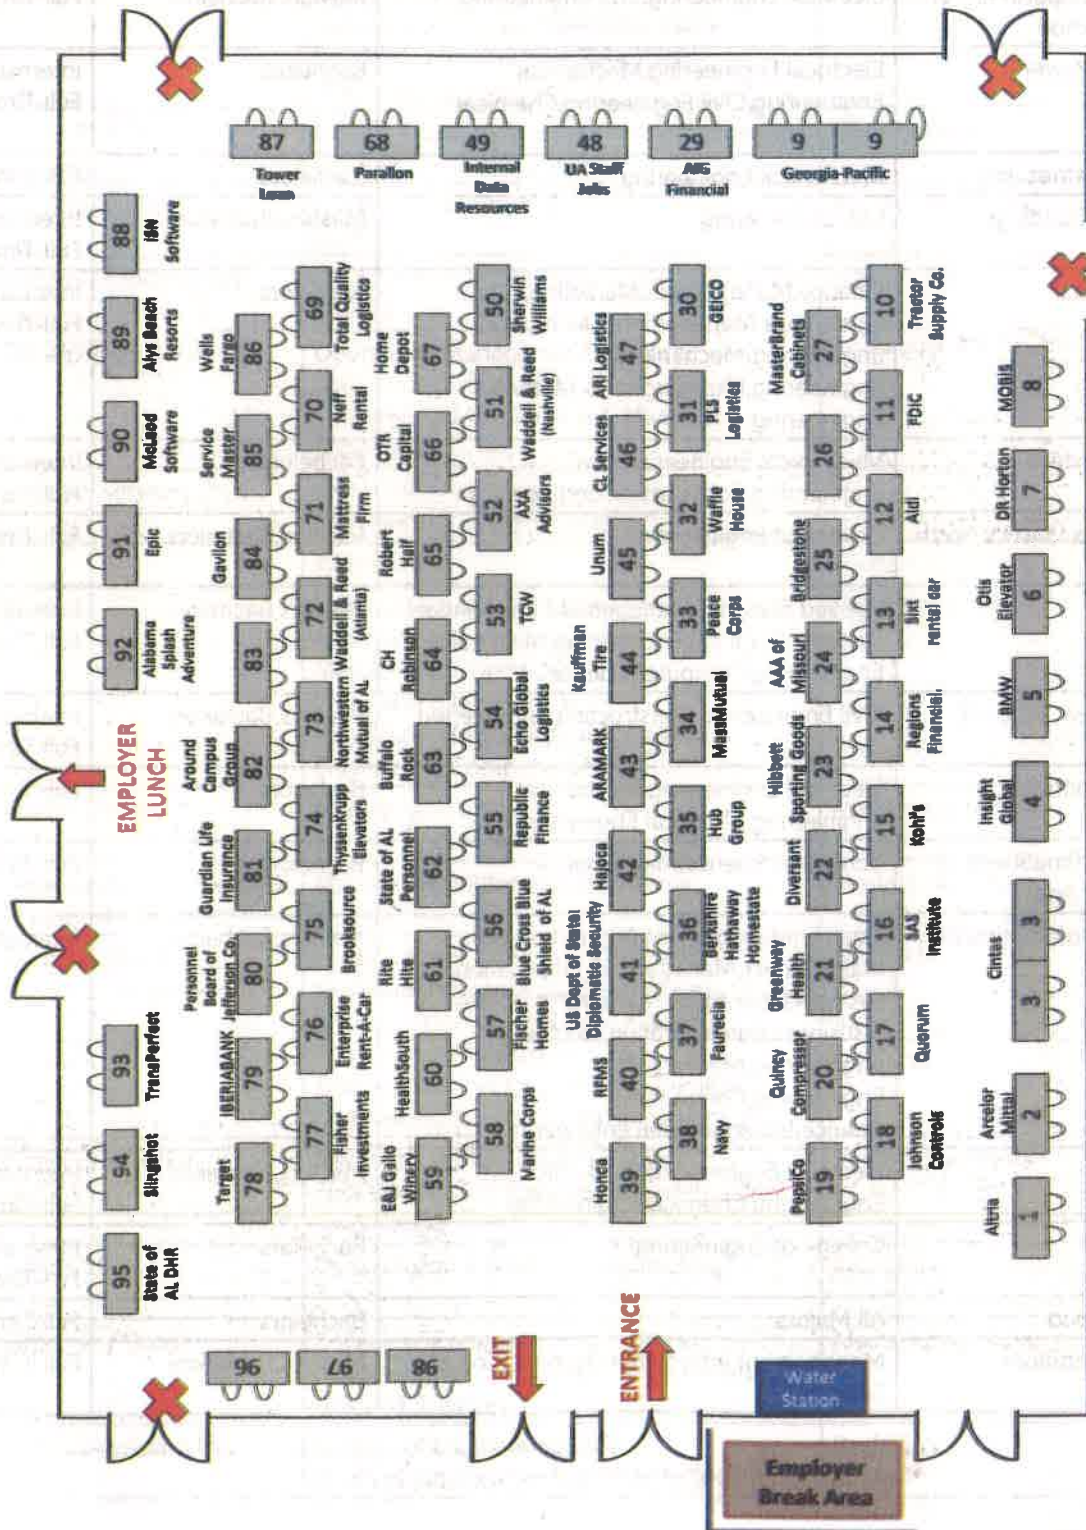 87
Tower
Loan
68
Parallon
49
Internal
Data
Resources
48
UA Staff
Jobs
29
Financial
9
9
Georgia-Pacific
88
ISN
Software
89
Alys Beach
Resorts
90
McLeod
Software
91
Epic
92
Alabama
Splash
Adventure
EMPLOYER
LUNCH
93
TransPerfect
94
Slingshot
95
State of
AL DHR
Wells
Fargo
86
Service
Master
85
Gavilon
84
83
Around
Campus
Group
82
Guardian Life
Insurance
81
Personnel
Board of
Jefferson Co.
80
IBERIABANK
79
Target
78
69
Total Quality
Logistics
70
Neff
Rental
71
Mattress
Firm
72
Waddell & Reed
(Atlanta)
73
Northwestern
Mutual of AL
74
ThyssenKrupp
Elevators
75
Brooksource
76
Enterprise
Rent-A-Car
77
Fisher
Investments
Home
Depot
67
OTR
Capital
66
Robert
Half
65
CH
Robinson
64
Buffalo
Rock
63
State of AL
Personnel
62
Rite
Hite
61
HealthSouth
60
E&J Gallo
Winery
59
50
Sherwin
Williams
51
Waddell & Reed
(Nashville)
52
AXA
Advisors
53
TCW
54
Echo Global
Logistics
55
Republic
Finance
56
Blue Cross Blue
Shield of AL
57
Fischer
Homes
58
Marine Corps
ARI Logistics
47
CL Services
46
Unum
45
Kauffman
Tire
44
ARAMARK
43
Hajoca
42
US Dept of State:
Diplomatic Security
41
RFMS
40
Honda
39
30
GEICO
31
PLS
Logistics
32
Waffle
House
33
Peace
Corps
34
MassMutual
35
Hub
Group
36
Berkshire
Hathaway
Homestate
37
Faurecia
38
Navy
MasterBrand
Cabinets
27
26
Bridgestone
25
AAA of
Missouri
24
Hibbett
Sporting Goods
23
Diversant
22
Greenway
Health
21
Quincy
Compressor
20
PepsiCo
19
10
Tractor
Supply Co.
11
FDIC
12
Aldi
13
Sixt
rental car
14
Regions
Financial
15
Kohl's
16
SAS
Institute
17
Quorum
18
Johnson
Controls
MOBIS
8
DR Horton
7
Otis
Elevator
6
BMW
5
Insight
Global
4
Cintas
3
3
Arcelor
Mittal
2
Altria
1
96
97
98
EXIT
ENTRANCE
Water
Station
Employer
Break Area